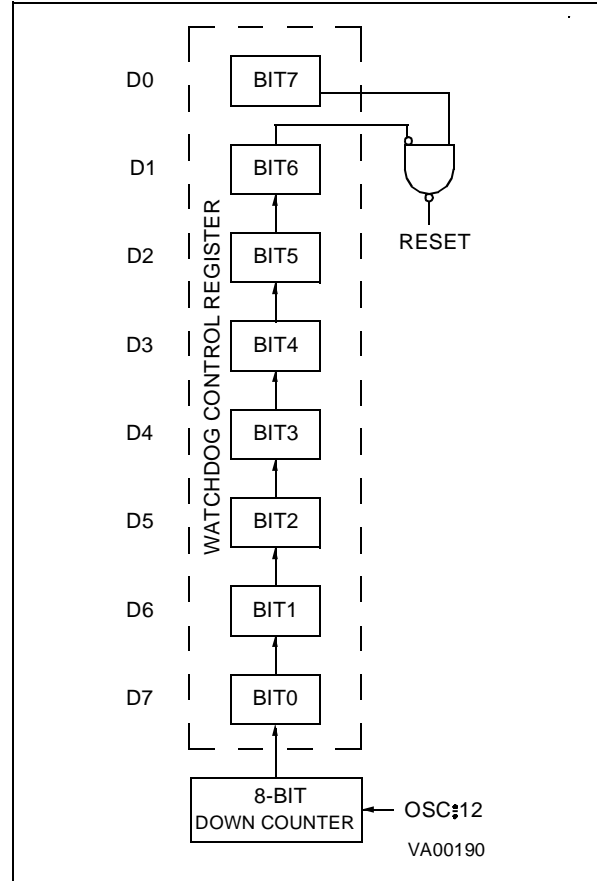 D0 BIT7
D1 BIT6
RESET
D2 BIT5
D3 BIT4
D4 BIT3
D5 BIT2
D6 BIT1
D7 BIT0
WATCHDOG CONTROL REGISTER
8-BIT
DOWN COUNTER
OSC÷12
VA00190